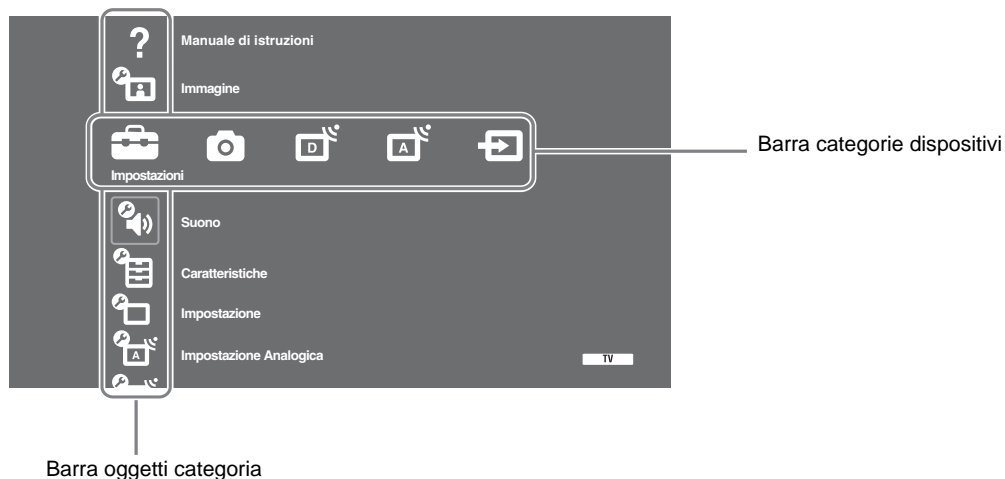 ?
Manuale di istruzioni
Immagine
D
A
Impostazioni
Barra categorie dispositivi
Suono
Caratteristiche
Impostazione
A
Impostazione Analogica
TV
Barra oggetti categoria